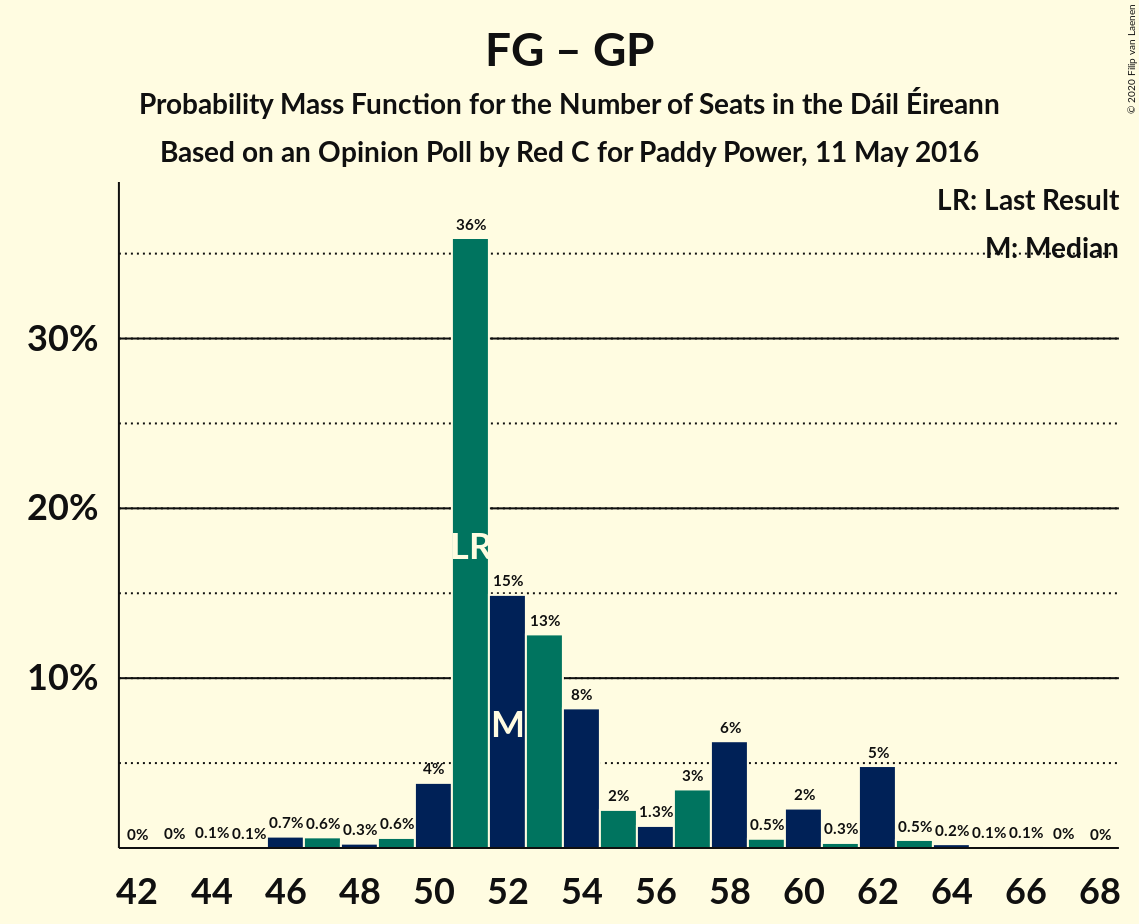 FG – GP
Probability Mass Function for the Number of Seats in the Dáil Éireann
Based on an Opinion Poll by Red C for Paddy Power, 11 May 2016
© 2020 Filip van Laenen
LR: Last Result
M: Median
30%
20%
10%
0% 0% 0.1% 0.1% 0.7% 0.6% 0.3% 0.6% 4% 36% 15% 13% 8% 2% 1.3% 3% 6% 0.5% 2% 0.3% 5% 0.5% 0.2% 0.1% 0.1% 0% 0%
LR
M
42 44 46 48 50 52 54 56 58 60 62 64 66 68